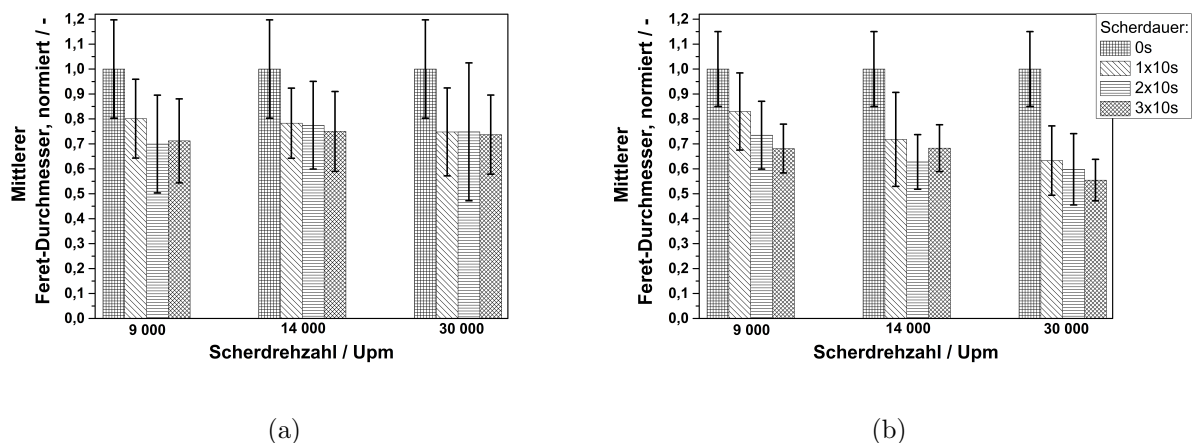 Mittlerer
Feret-Durchmesser, normiert / -
1,2
1,1
1,0
0,9
0,8
0,7
0,6
0,5
0,4
0,3
0,2
0,1
0,0
9 000
14 000
30 000
Scherdrehzahl / Upm
(a)
Mittlerer
Feret-Durchmesser, normiert / -
1,2
1,1
1,0
0,9
0,8
0,7
0,6
0,5
0,4
0,3
0,2
0,1
0,0
9 000
14 000
30 000
Scherdrehzahl / Upm
Scherdauer:
0s
1x10s
2x10s
3x10s
(b)